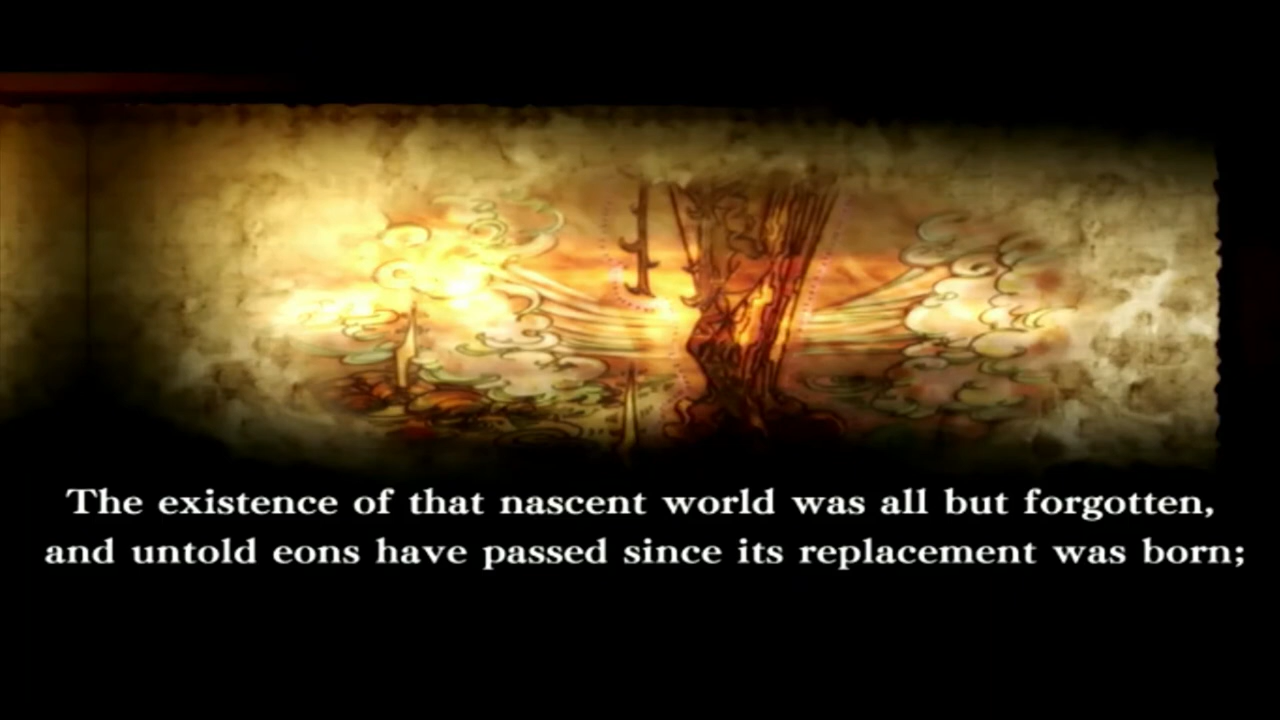 The existence of that nascent world was all but forgotten,
and untold eons have passed since its replacement was born;